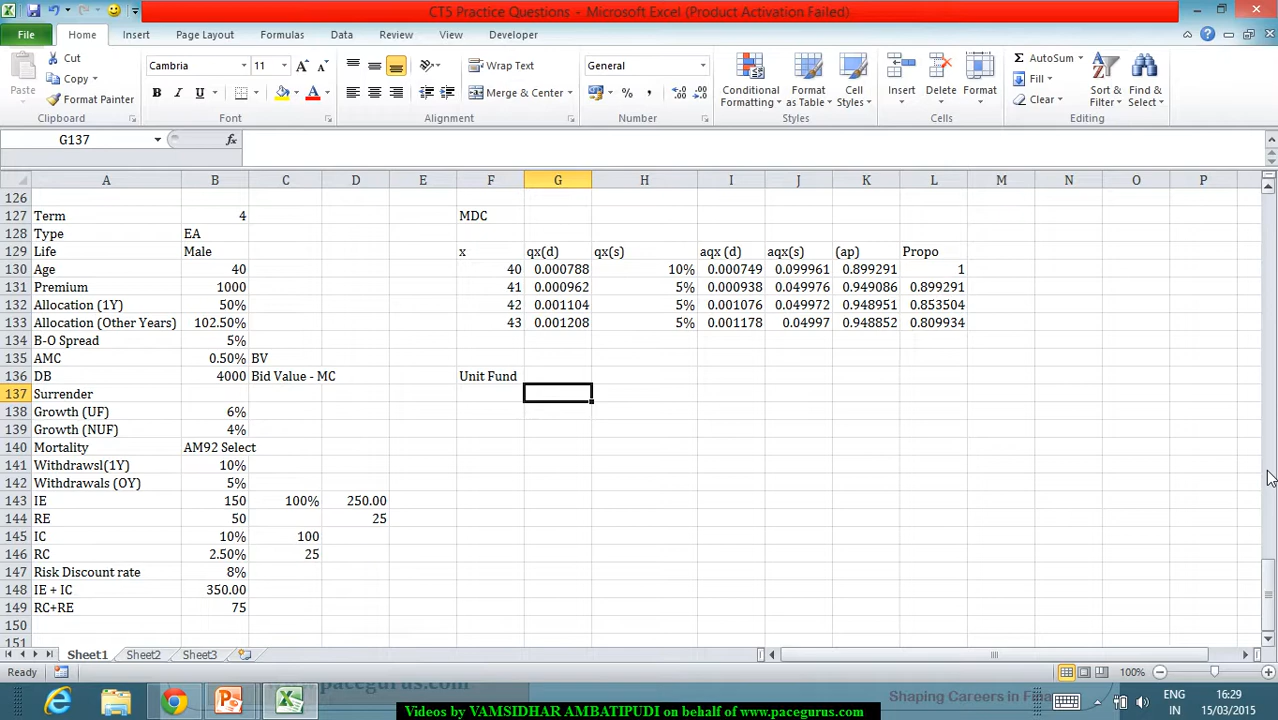 CT5 Practice Questions - Microsoft Excel (Product Activation Failed)
File Home Insert Page Layout Formulas Data Review View Developer
Paste Cut Copy Format Painter Clipboard
Cambria 11 B I U A A Font
Wrap Text Merge & Center Alignment
General % , Number
Conditional Formatting Format as Table Cell Styles Styles
Insert Delete Format Cells
Σ AutoSum Fill Clear Sort & Filter Find & Select Editing
G137 fx
A B C D E F G H I J K L M N O P
126
127 Term 4 MDC
128 Type EA
129 Life Male x qx(d) qx(s) aqx (d) aqx(s) (ap) Propo
130 Age 40 40 0.000788 10% 0.000749 0.099961 0.899291 1
131 Premium 1000 41 0.000962 5% 0.000938 0.049976 0.949086 0.899291
132 Allocation (1Y) 50% 42 0.001104 5% 0.001076 0.049972 0.948951 0.853504
133 Allocation (Other Years) 102.50% 43 0.001208 5% 0.001178 0.04997 0.948852 0.809934
134 B-O Spread 5%
135 AMC 0.50% BV
136 DB 4000 Bid Value - MC Unit Fund
137 Surrender
138 Growth (UF) 6%
139 Growth (NUF) 4%
140 Mortality AM92 Select
141 Withdrawsl(1Y) 10%
142 Withdrawals (OY) 5%
143 IE 150 100% 250.00
144 RE 50 25
145 IC 10% 100
146 RC 2.50% 25
147 Risk Discount rate 8%
148 IE + IC 350.00
149 RC+RE 75
150
151
Sheet1 Sheet2 Sheet3
Ready 100%
www.pacegurus.com Shaping Careers in Fina
ENG IN 16:29 15/03/2015
Videos by VAMSIDHAR AMBATIPUDI on behalf of www.pacegurus.com